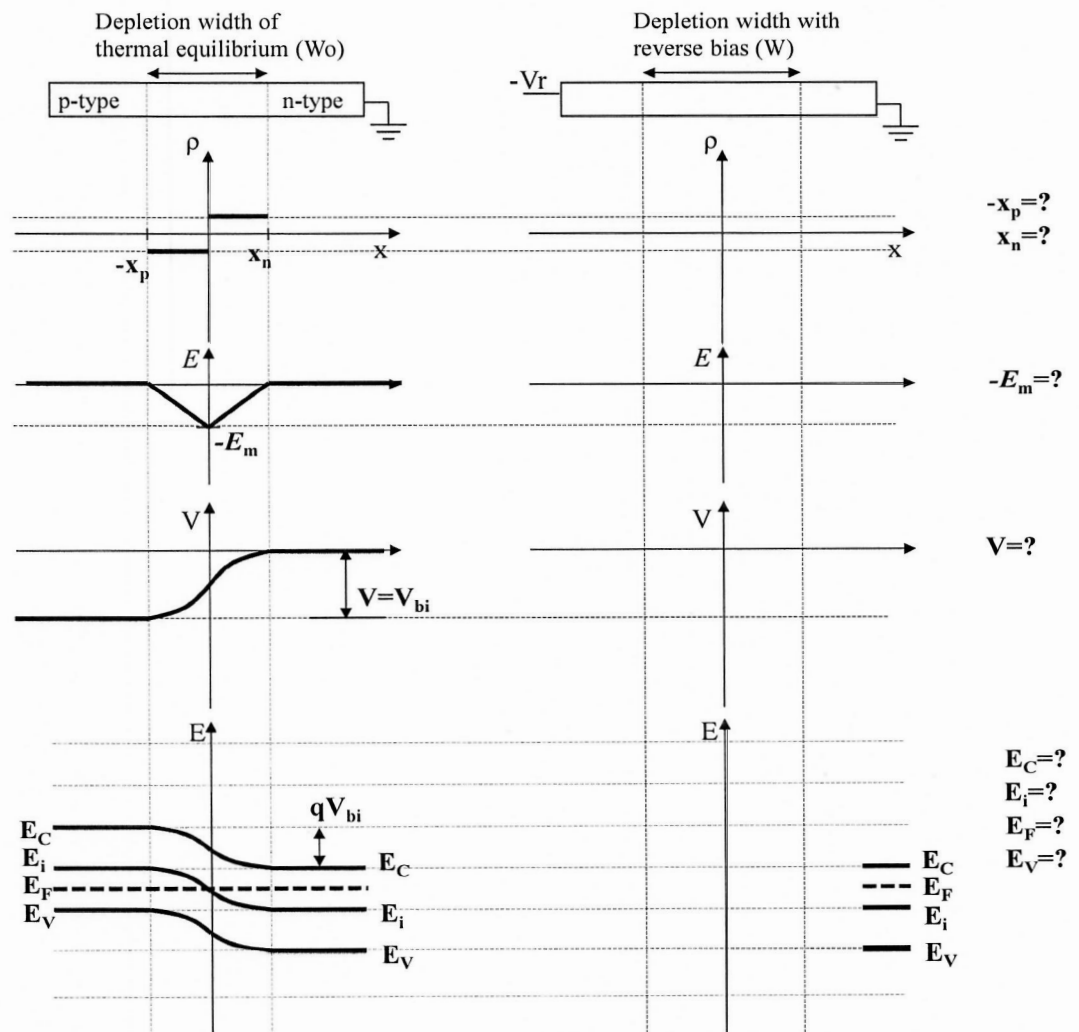 Depletion width of
thermal equilibrium (Wo)
Depletion width with
reverse bias (W)
p-type
n-type
-Vr
ρ
ρ
-xp=?
xn=?
-xp
xn
x
x
E
E
-Em=?
-Em
V
V
V=?
V=Vbi
E
E
EC=?
Ei=?
EF=?
EV=?
qVbi
EC
Ei
EF
EV
EC
Ei
EV
EC
EF
Ei
EV